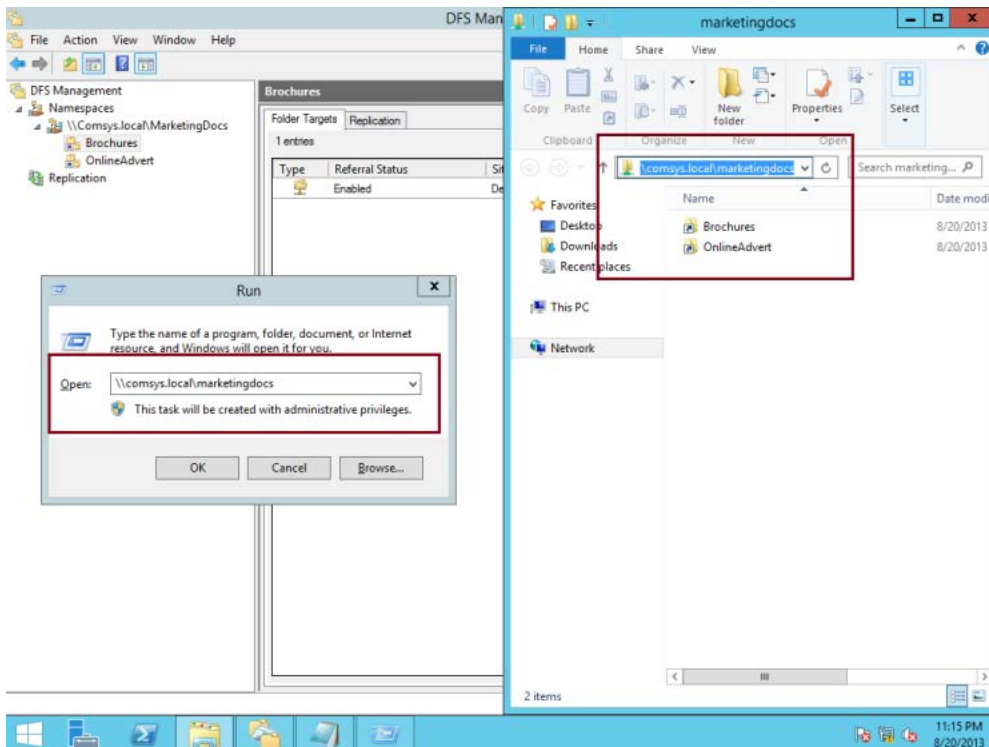 DFS Man
File Action View Window Help
DFS Management
Namespaces
\\Comsys.local\MarketingDocs
Brochures
OnlineAdvert
Replication
Brochures
Folder Targets Replication
1 entries
Type Referral Status
Enabled
Run
Type the name of a program, folder, document, or Internet
resource, and Windows will open it for you.
Open: \\comsys.local\marketingdocs
This task will be created with administrative privileges.
OK Cancel Browse...
marketingdocs
File Home Share View
Copy Paste New folder Properties Select
Clipboard Organize New Open
\comsys.local\marketingdocs Search marketing...
Name Date modi
Favorites
Desktop
Downloads
Recent places
This PC
Network
Brochures 8/20/2013
OnlineAdvert 8/20/2013
2 items
11:15 PM
8/20/2013